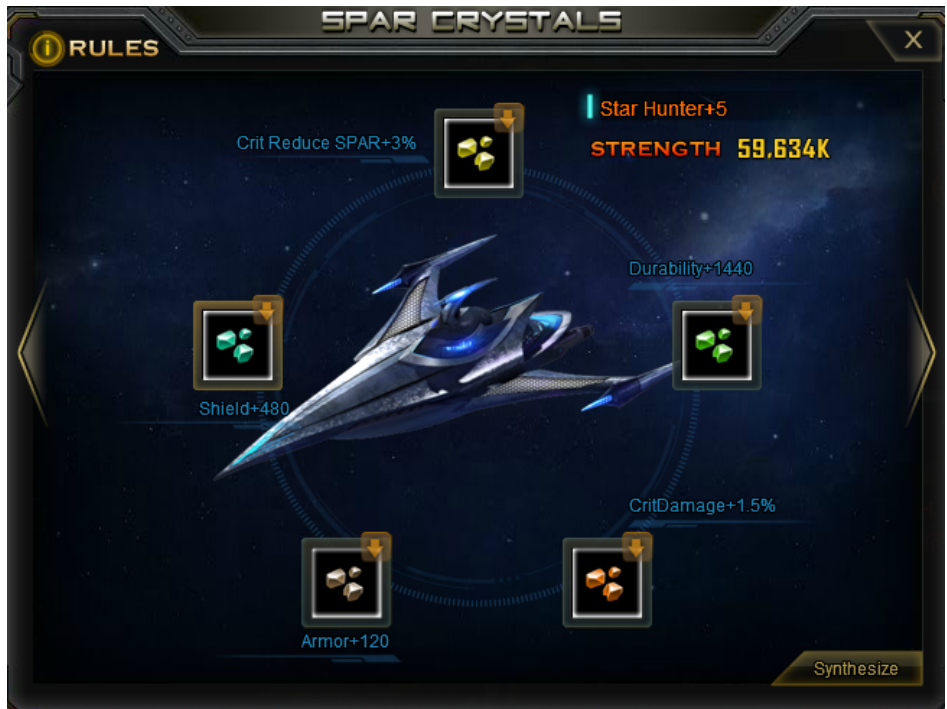 SPAR CRYSTALS
i RULES
X
Star Hunter+5
Crit Reduce SPAR+3%
STRENGTH 59,634K
Durability+1440
Shield+480
CritDamage+1.5%
Armor+120
Synthesize